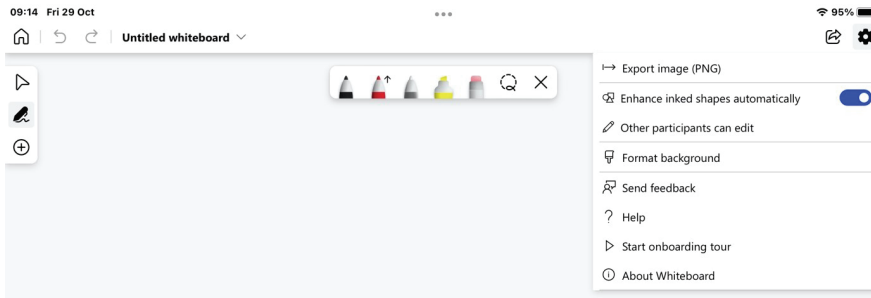 09:14 Fri 29 Oct
95%
Untitled whiteboard
Export image (PNG)
Enhance inked shapes automatically
Other participants can edit
Format background
Send feedback
Help
Start onboarding tour
About Whiteboard